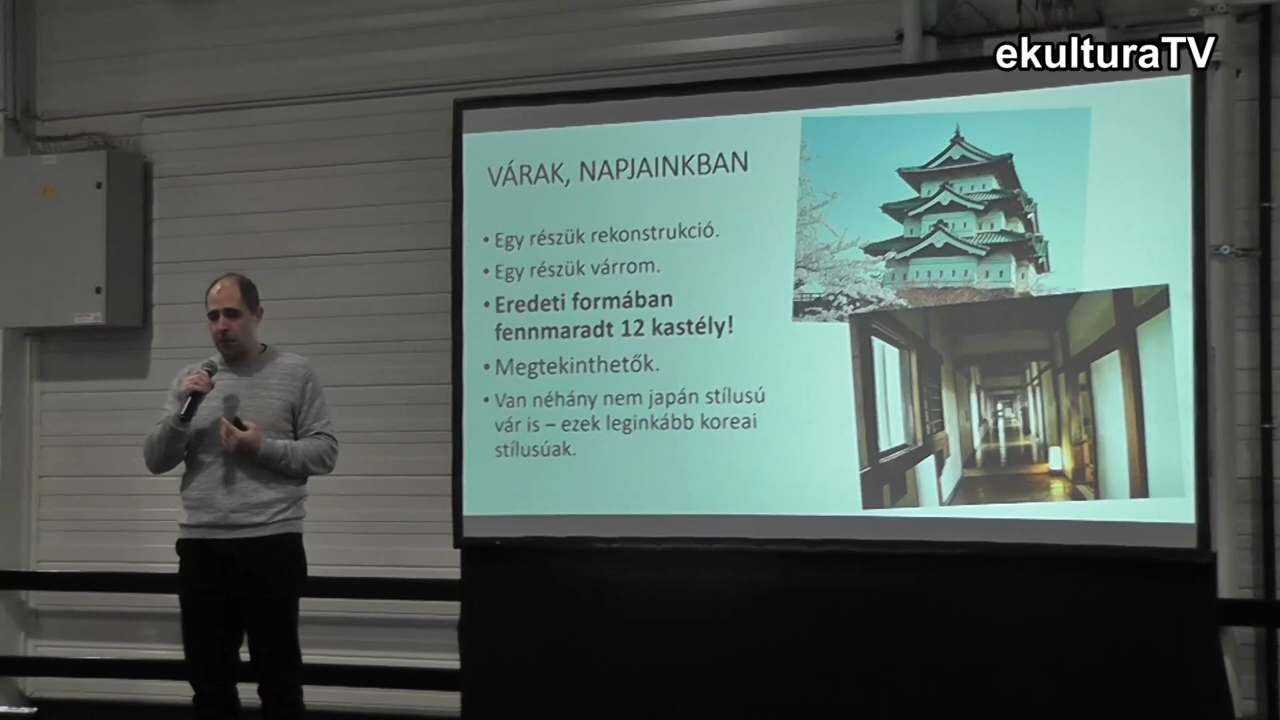 ekulturaTV
VÁRAK, NAPJAINKBAN
• Egy részük rekonstrukció.
• Egy részük várrom.
• Eredeti formában
fennmaradt 12 kastély!
• Megtekinthetők.
• Van néhány nem japán stílusú
vár is – ezek leginkább koreai
stílusúak.